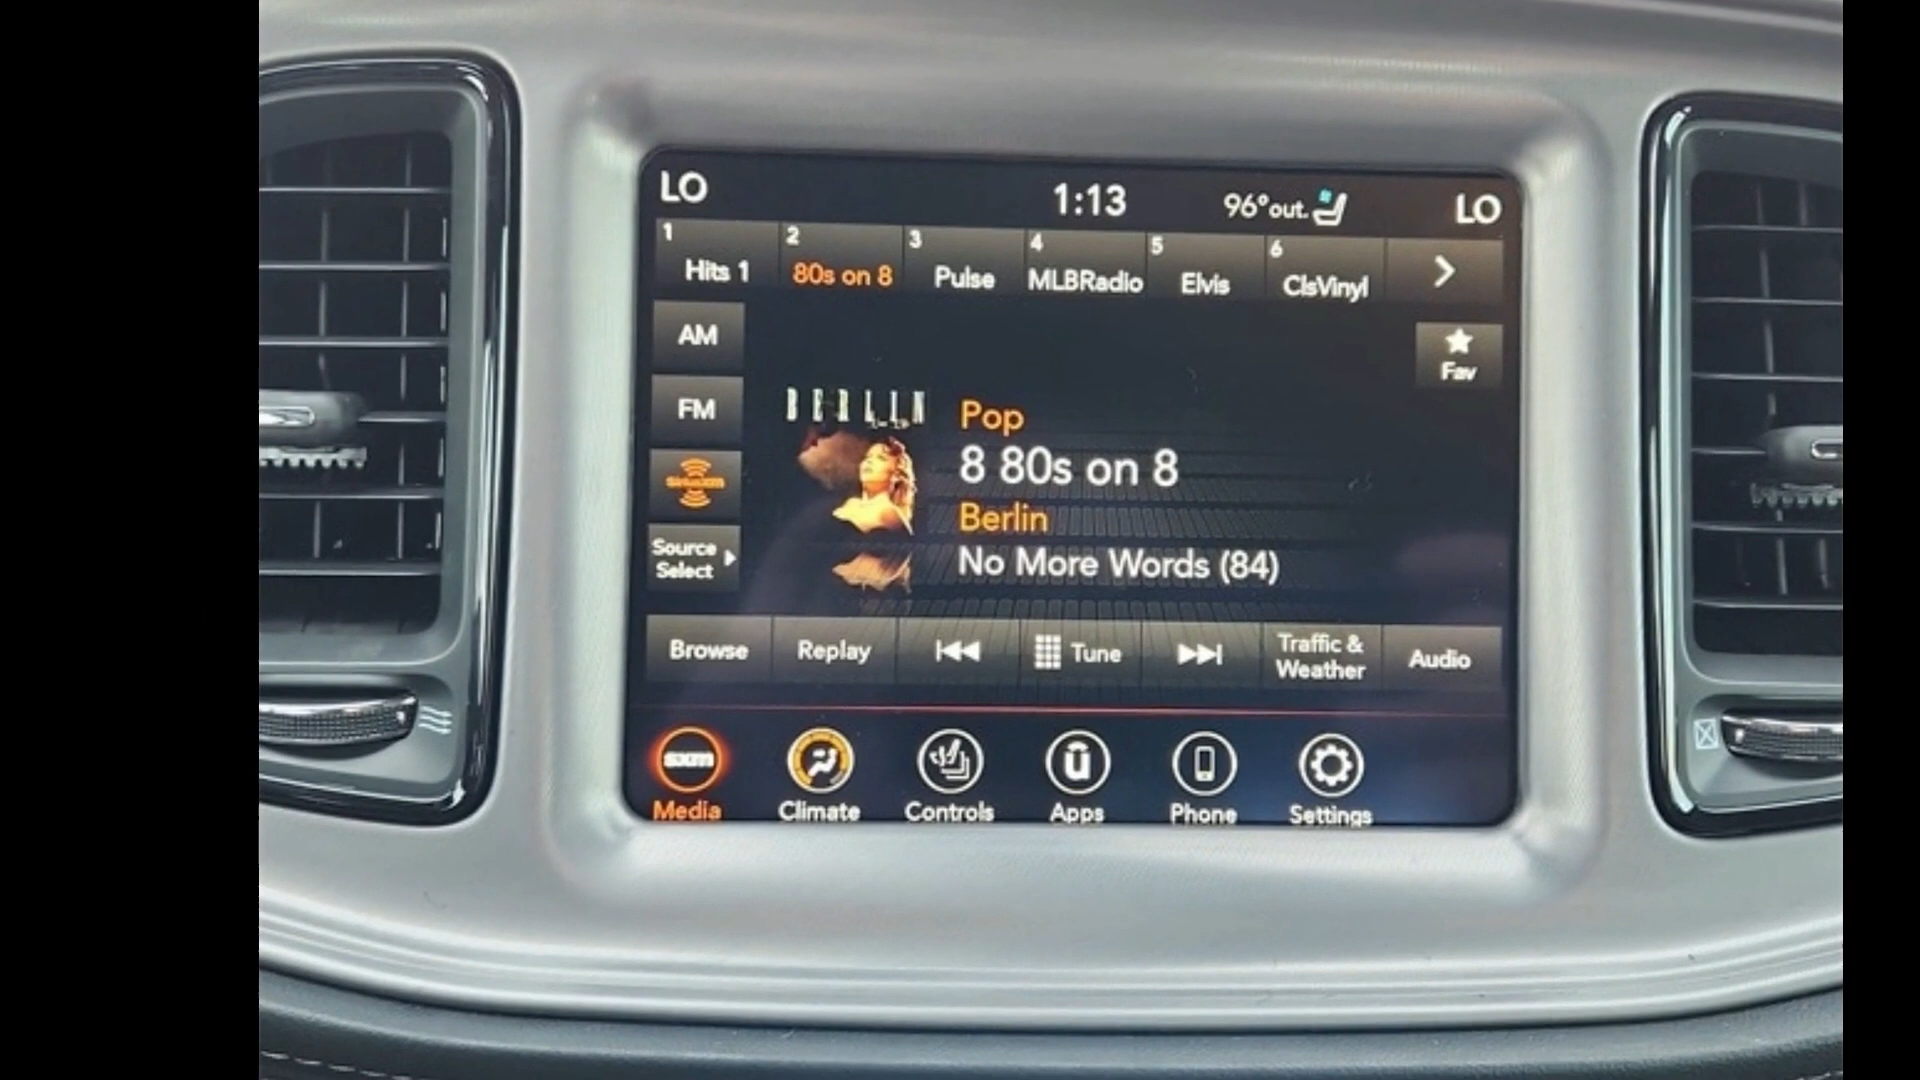 LO 1:13 96°out. LO
1 2 3 4 5 6
Hits 1 80s on 8 Pulse MLBRadio Elvis ClsVinyl
AM
Fav
FM
BERLIN
Pop
8 80s on 8
siriusxm
Berlin
Source
Select
No More Words (84)
Browse Replay Tune Traffic &
Weather Audio
sxm
Media Climate Controls Apps Phone Settings